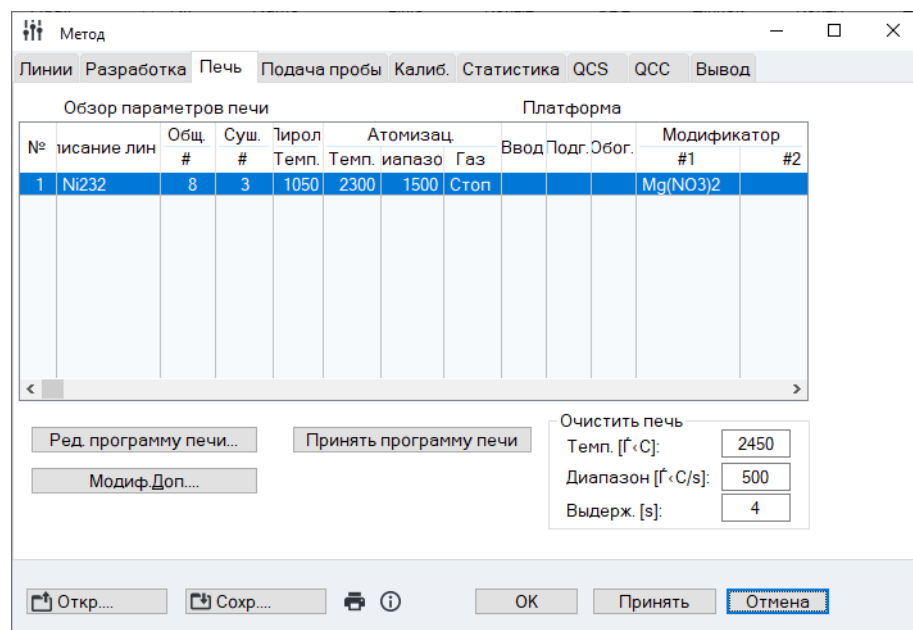 Метод
Линии Разработка Печь Подача пробы Калиб. Статистика QCS QCC Вывод
Обзор параметров печи Платформа
№ писание лин Общ. # Суш. # Пирол Темп. Атомизац. Темп. иапазо Газ Ввод Подг. Обог. Модификатор #1 #2
1 Ni232 8 3 1050 2300 1500 Стоп Mg(NO3)2
Ред. программу печи... Принять программу печи
Модиф.Доп....
Очистить печь
Темп. [Ѓ‹C]: 2450
Диапазон [Ѓ‹C/s]: 500
Выдерж. [s]: 4
Откр.... Сохр.... OK Принять Отмена